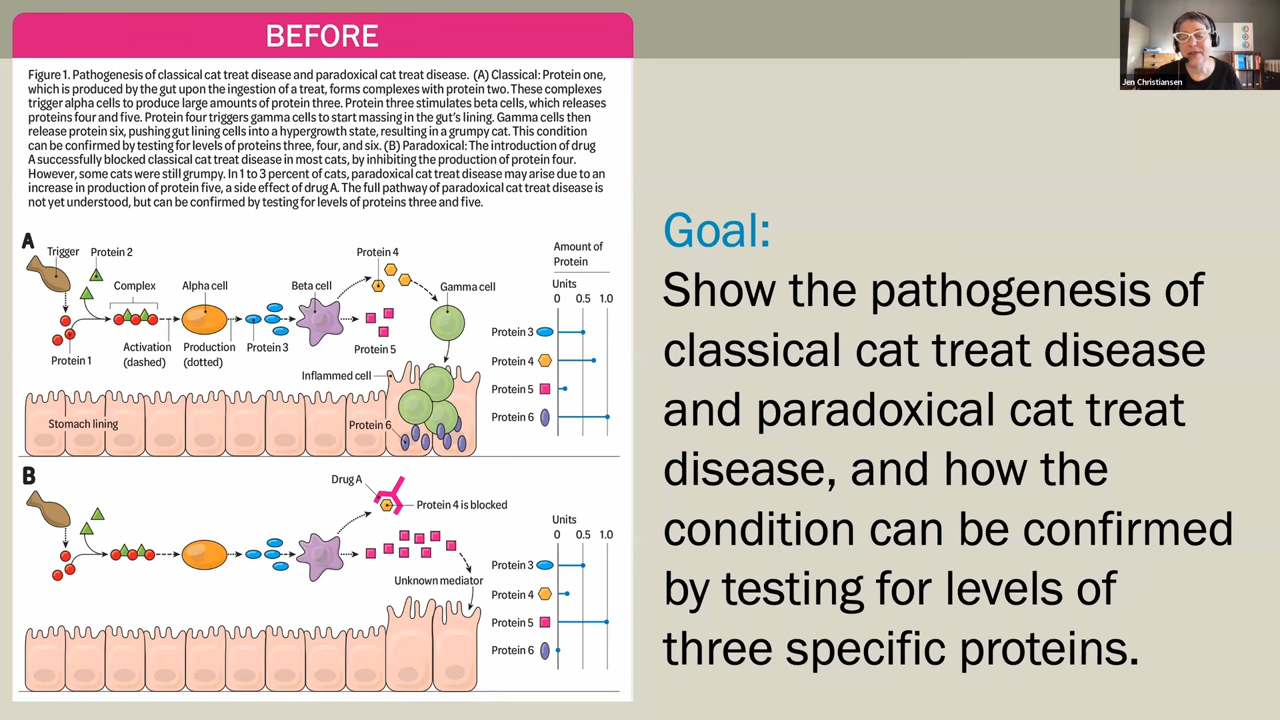 BEFORE
Figure 1. Pathogenesis of classical cat treat disease and paradoxical cat treat disease. (A) Classical: Protein one,
which is produced by the gut upon the ingestion of a treat, forms complexes with protein two. These complexes
trigger alpha cells to produce large amounts of protein three. Protein three stimulates beta cells, which releases
proteins four and five. Protein four triggers gamma cells to start massing in the gut's lining. Gamma cells then
release protein six, pushing gut lining cells into a hypergrowth state, resulting in a grumpy cat. This condition
can be confirmed by testing for levels of proteins three, four, and six. (B) Paradoxical: The introduction of drug
A successfully blocked classical cat treat disease in most cats, by inhibiting the production of protein four.
However, some cats were still grumpy. In 1 to 3 percent of cats, paradoxical cat treat disease may arise due to an
increase in production of protein five, a side effect of drug A. The full pathway of paradoxical cat treat disease is
not yet understood, but can be confirmed by testing for levels of proteins three and five.
A
Trigger
Protein 2
Complex
Alpha cell
Beta cell
Protein 4
Gamma cell
Protein 1
Activation
(dashed)
Production
(dotted)
Protein 3
Protein 5
Inflammed cell
Stomach lining
Protein 6
Amount of
Protein
Units
0 0.5 1.0
Protein 3
Protein 4
Protein 5
Protein 6
B
Drug A
Protein 4 is blocked
Unknown mediator
Units
0 0.5 1.0
Protein 3
Protein 4
Protein 5
Protein 6
Goal:
Show the pathogenesis of
classical cat treat disease
and paradoxical cat treat
disease, and how the
condition can be confirmed
by testing for levels of
three specific proteins.
Jen Christiansen